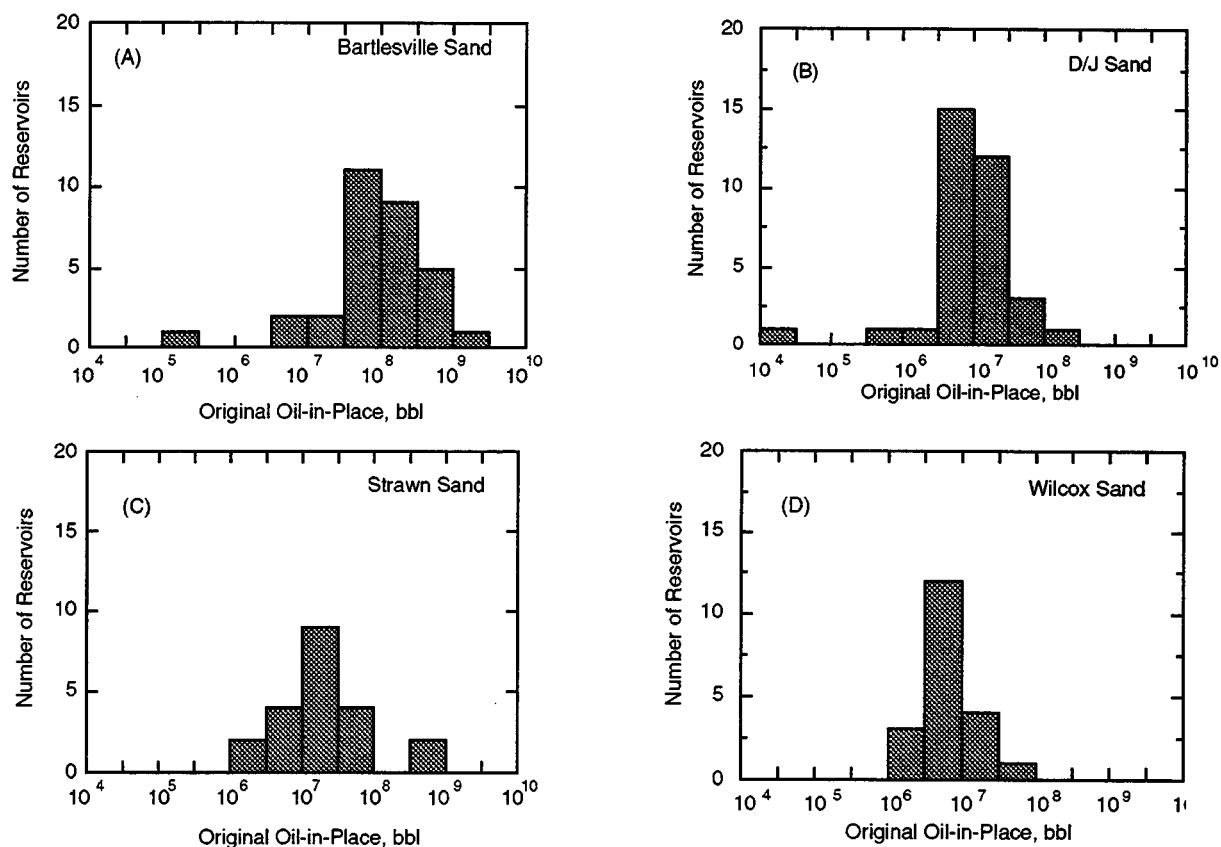 (A)
Bartlesville Sand
Number of Reservoirs
20
15
10
5
0
10^4 10^5 10^6 10^7 10^8 10^9 10^10
Original Oil-in-Place, bbl
(B)
D/J Sand
Number of Reservoirs
20
15
10
5
0
10^4 10^5 10^6 10^7 10^8 10^9 10^10
Original Oil-in-Place, bbl
(C)
Strawn Sand
Number of Reservoirs
20
15
10
5
0
10^4 10^5 10^6 10^7 10^8 10^9 10^10
Original Oil-in-Place, bbl
(D)
Wilcox Sand
Number of Reservoirs
20
15
10
5
0
10^4 10^5 10^6 10^7 10^8 10^9
Original Oil-in-Place, bbl